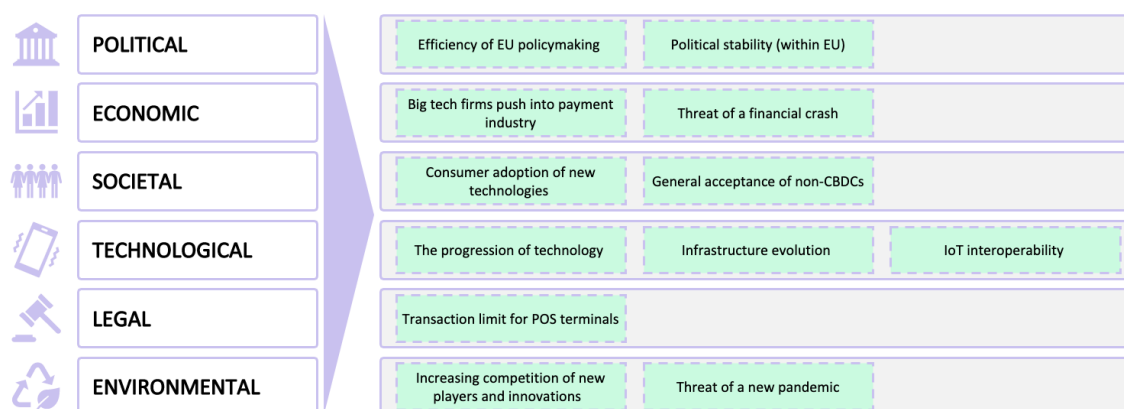 POLITICAL
Efficiency of EU policymaking
Political stability (within EU)
ECONOMIC
Big tech firms push into payment
industry
Threat of a financial crash
SOCIETAL
Consumer adoption of new
technologies
General acceptance of non-CBDCs
TECHNOLOGICAL
The progression of technology
Infrastructure evolution
IoT interoperability
LEGAL
Transaction limit for POS terminals
ENVIRONMENTAL
Increasing competition of new
players and innovations
Threat of a new pandemic